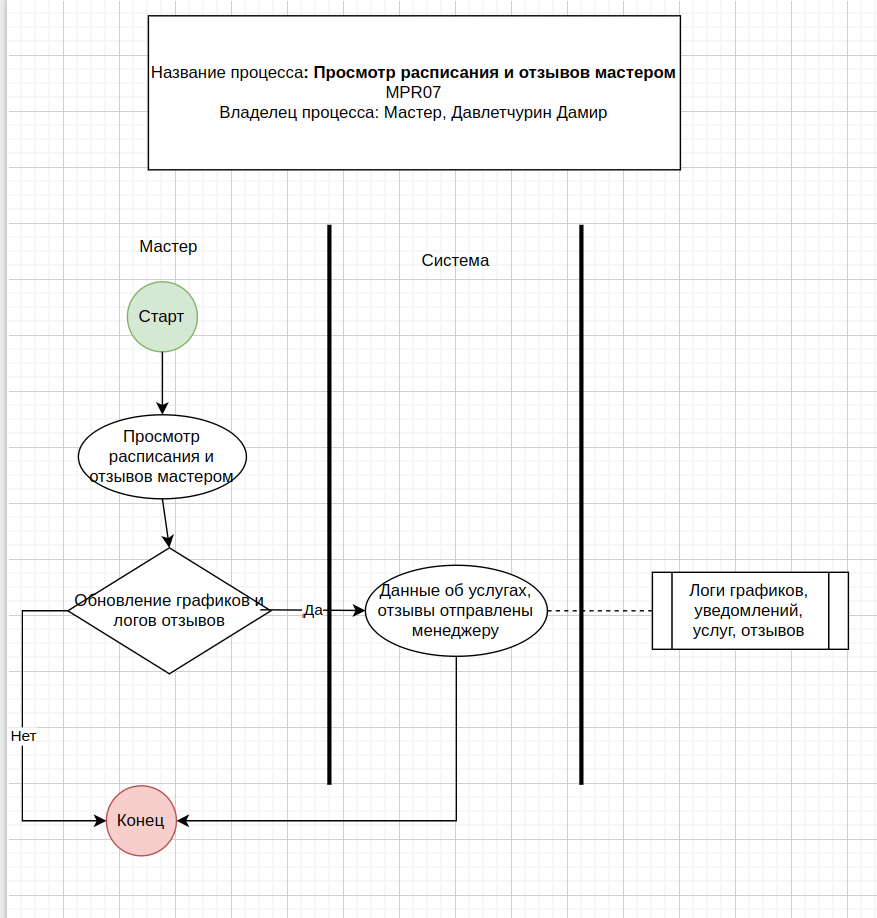 Название процесса: Просмотр расписания и отзывов мастером
MPR07
Владелец процесса: Мастер, Давлетчурин Дамир
Мастер
Система
Старт
Просмотр
расписания и
отзывов мастером
Обновление графиков и
логов отзывов
Да
Данные об услугах,
отзывы отправлены
менеджеру
Логи графиков,
уведомлений,
услуг, отзывов
Нет
Конец